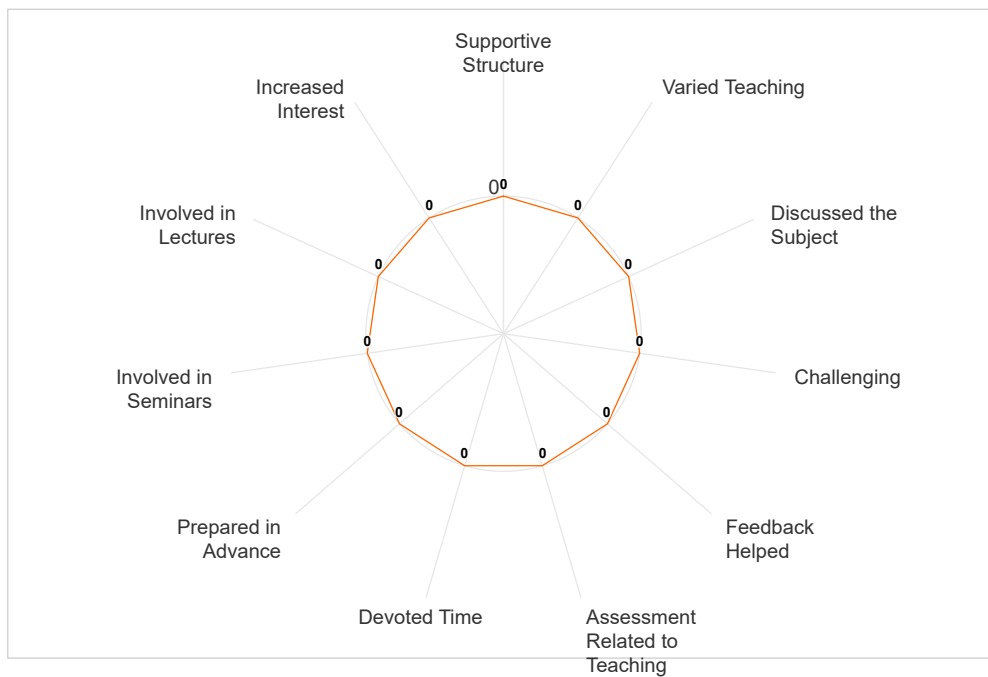 Supportive
Structure
Increased
Interest
Varied Teaching
0
0
0
0
Involved in
Lectures
Discussed the
Subject
0
0
0
0
Involved in
Seminars
Challenging
0
0
0
0
Prepared in
Advance
Feedback
Helped
Devoted Time
Assessment
Related to
Teaching